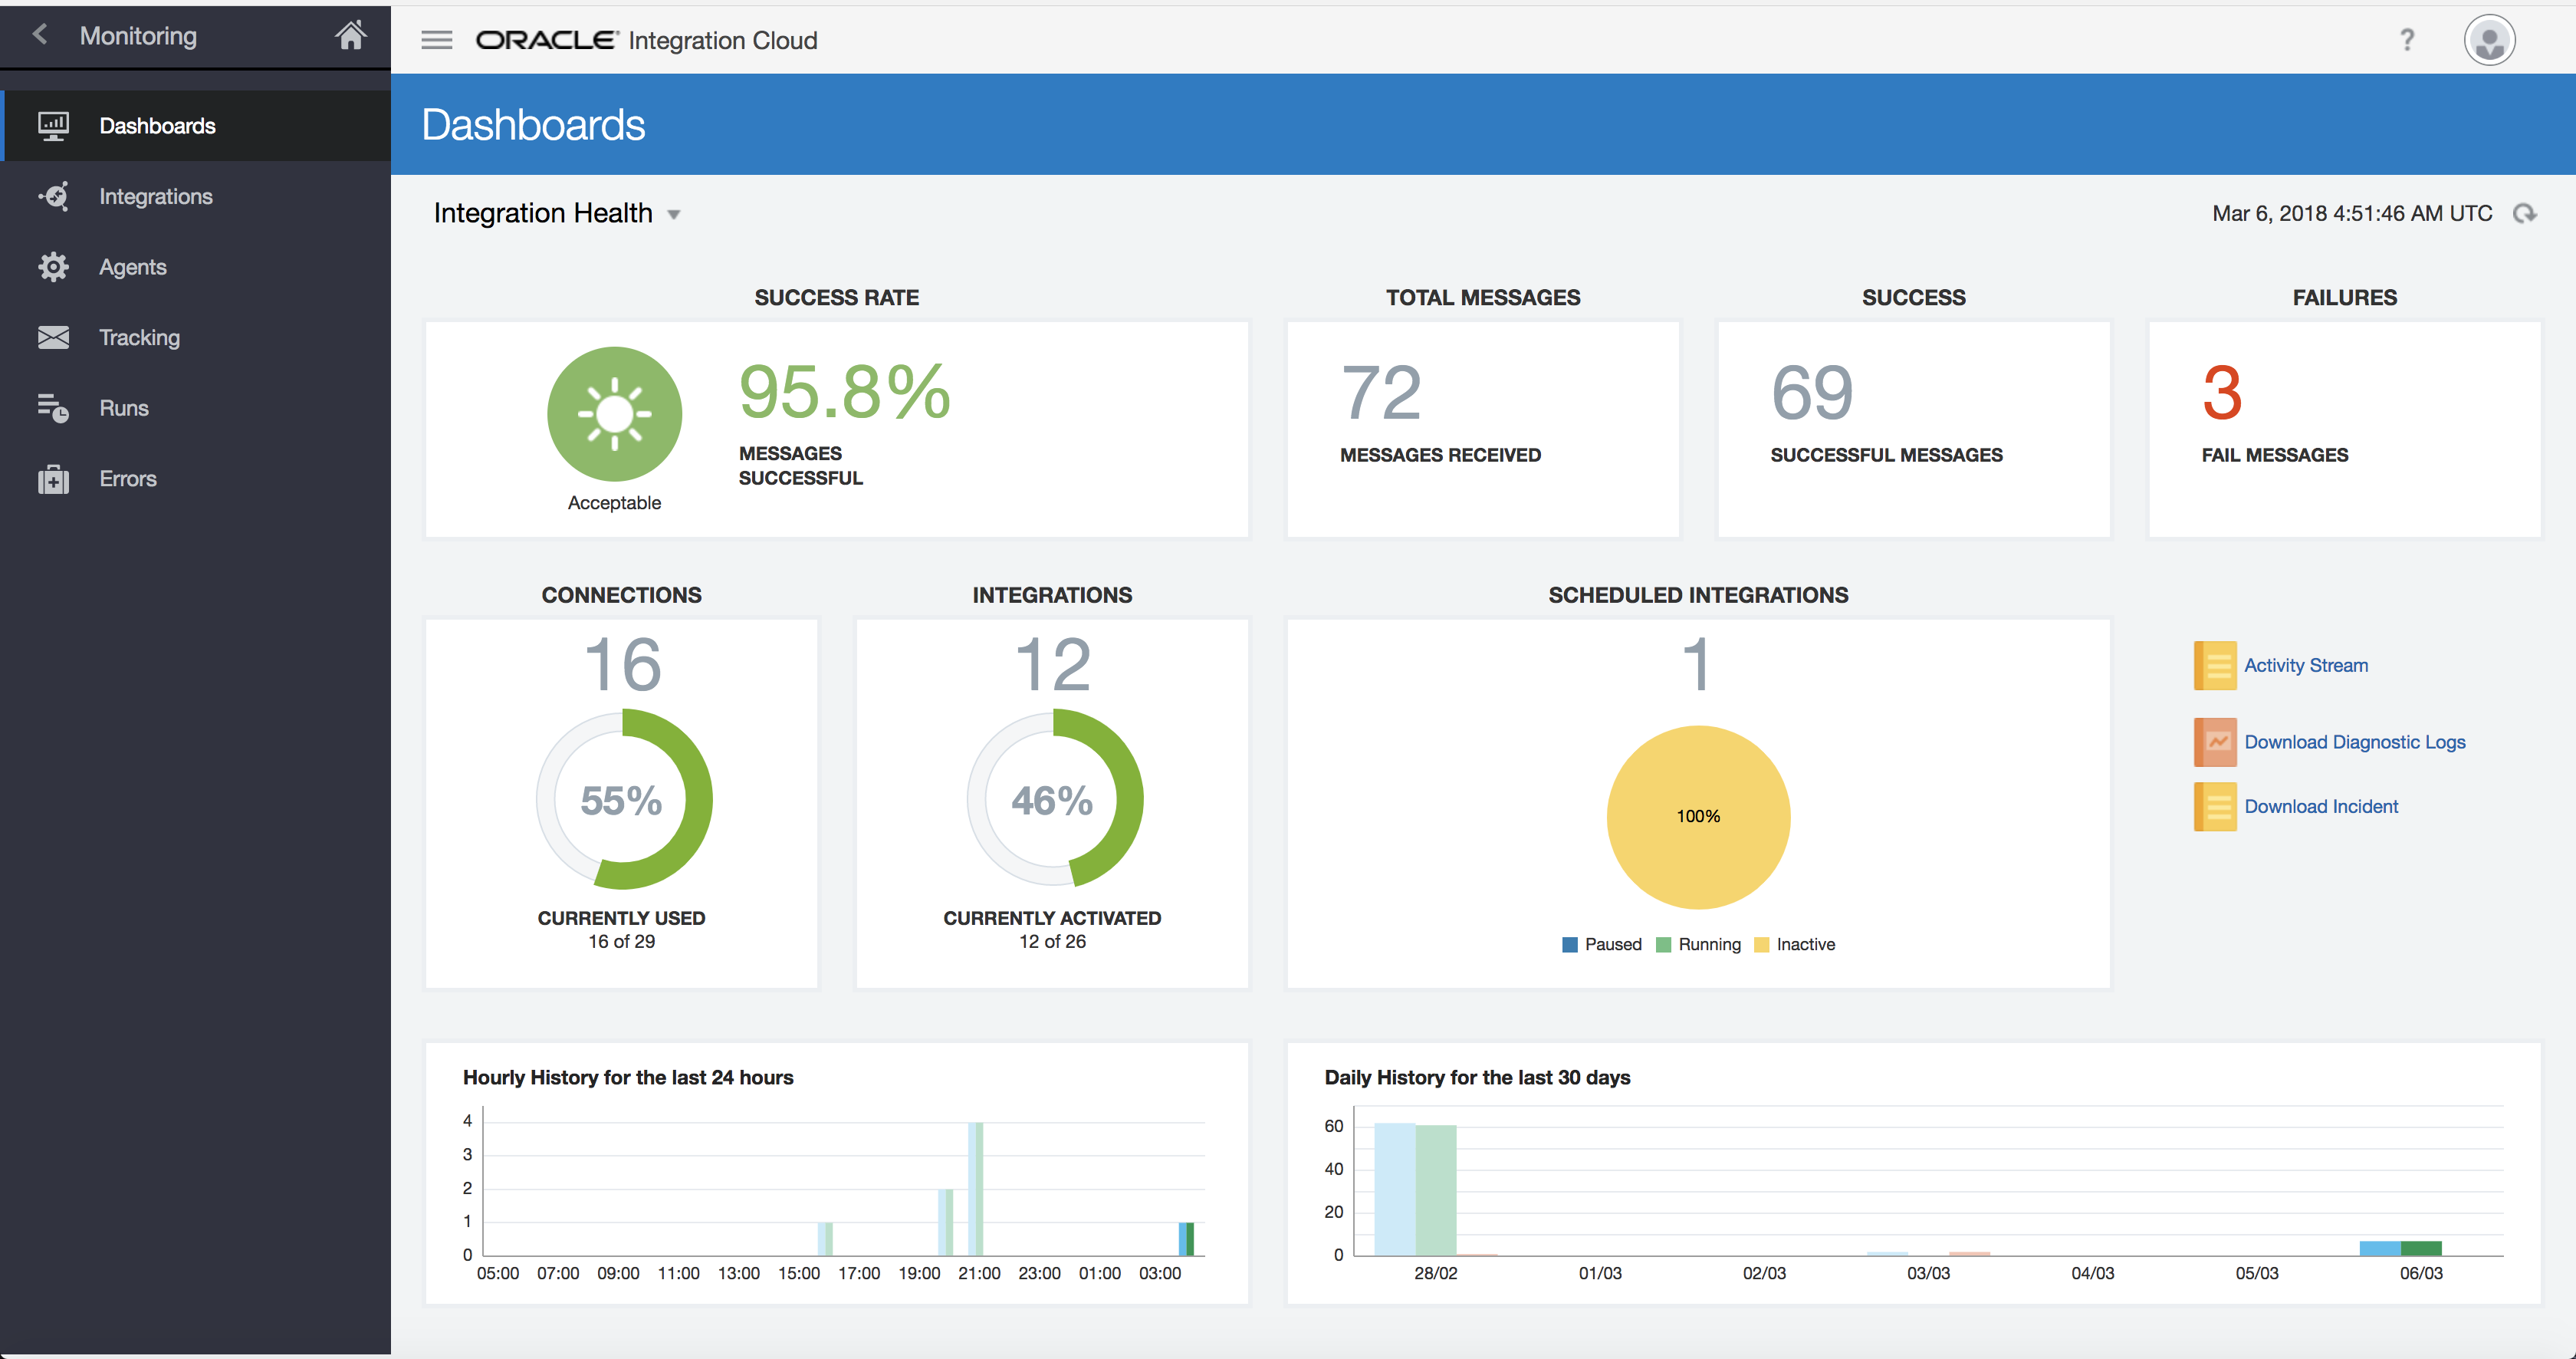 Monitoring
ORACLE Integration Cloud
?
Dashboards
Integrations
Agents
Tracking
Runs
Errors
Dashboards
Integration Health
Mar 6, 2018 4:51:46 AM UTC
SUCCESS RATE
95.8%
MESSAGES
SUCCESSFUL
Acceptable
TOTAL MESSAGES
72
MESSAGES RECEIVED
SUCCESS
69
SUCCESSFUL MESSAGES
FAILURES
3
FAIL MESSAGES
CONNECTIONS
16
55%
CURRENTLY USED
16 of 29
INTEGRATIONS
12
46%
CURRENTLY ACTIVATED
12 of 26
SCHEDULED INTEGRATIONS
1
100%
Paused Running Inactive
Activity Stream
Download Diagnostic Logs
Download Incident
Hourly History for the last 24 hours
4
3
2
1
0
05:00 07:00 09:00 11:00 13:00 15:00 17:00 19:00 21:00 23:00 01:00 03:00
Daily History for the last 30 days
60
40
20
0
28/02 01/03 02/03 03/03 04/03 05/03 06/03